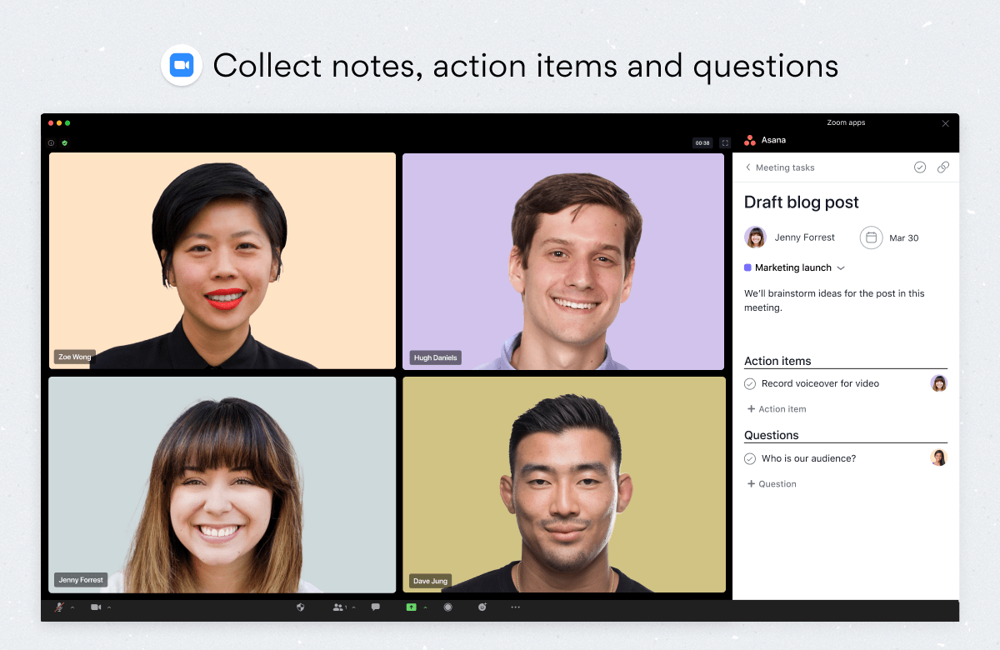 Collect notes, action items and questions
Zoom apps
00:38
Asana
Meeting tasks
Draft blog post
Jenny Forrest
Mar 30
Marketing launch
We'll brainstorm ideas for the post in this
meeting.
Action items
Record voiceover for video
+ Action item
Questions
Who is our audience?
+ Question
Zoe Wong
Hugh Daniels
Jenny Forrest
Dave Jung
1